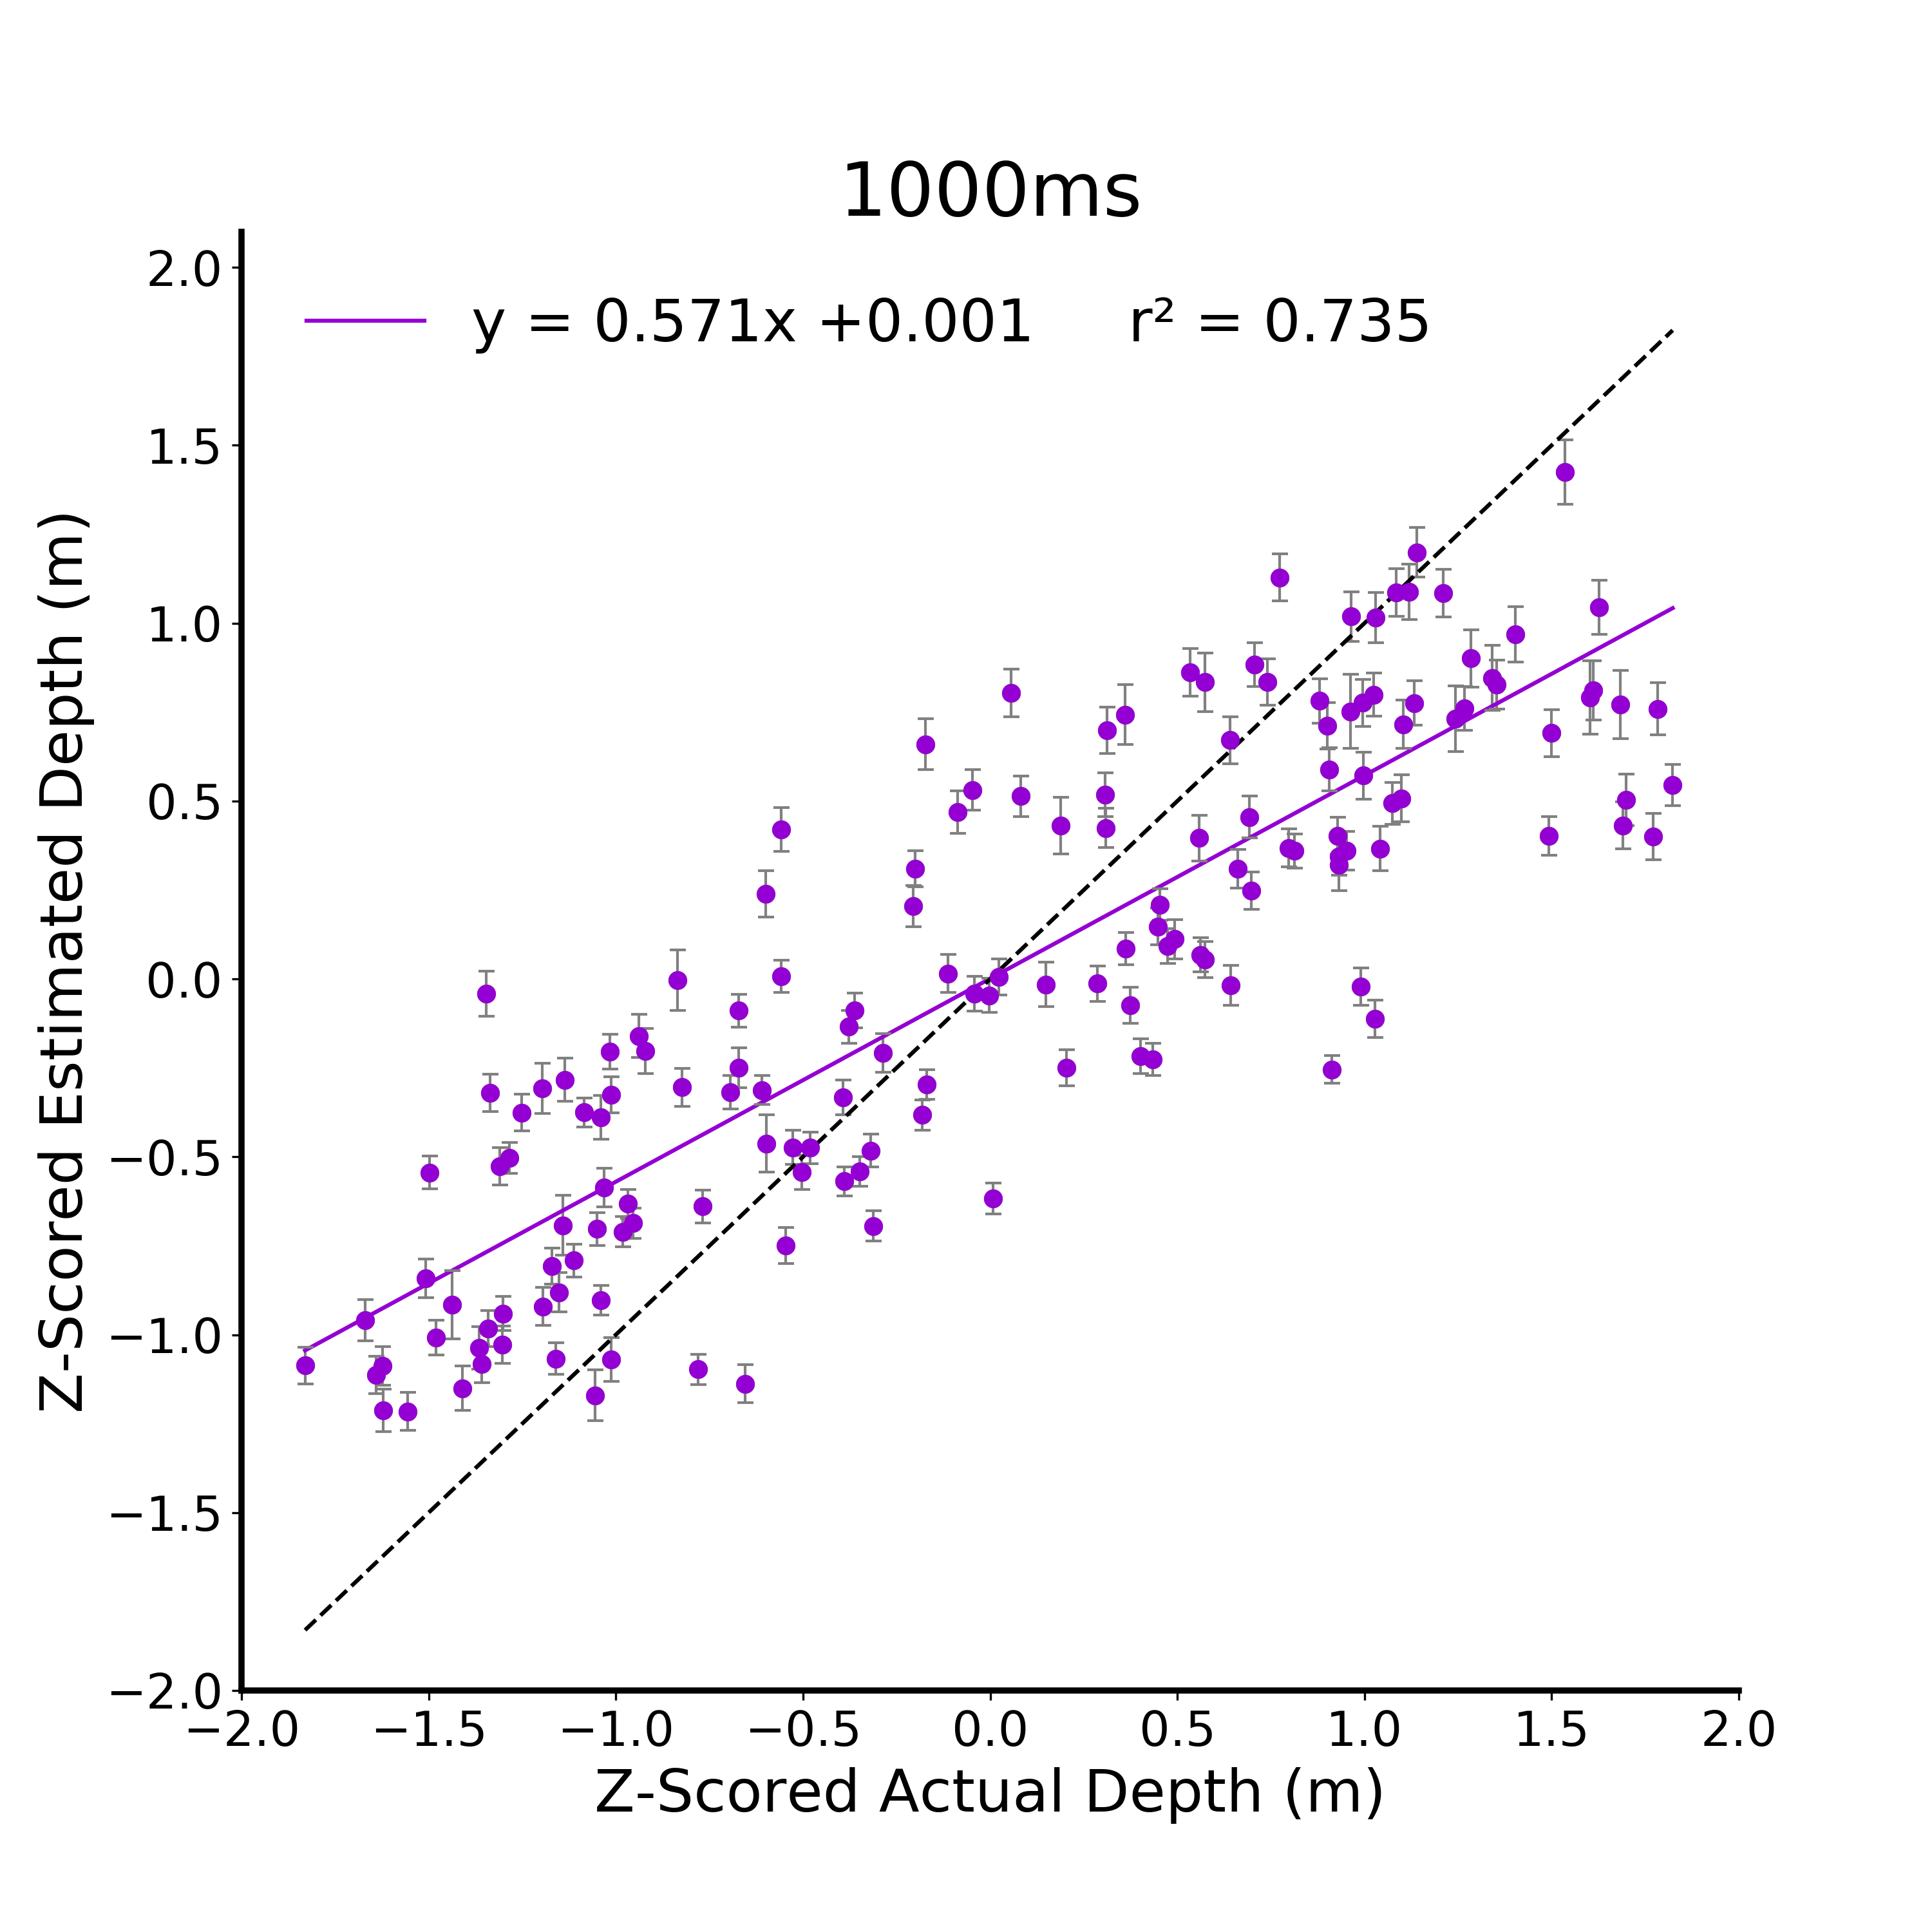 1000ms
2.0
y = 0.571x +0.001 r² = 0.735
1.5
1.0
0.5
0.0
−0.5
−1.0
−1.5
−2.0
Z-Scored Estimated Depth (m)
−2.0 −1.5 −1.0 −0.5 0.0 0.5 1.0 1.5 2.0
Z-Scored Actual Depth (m)